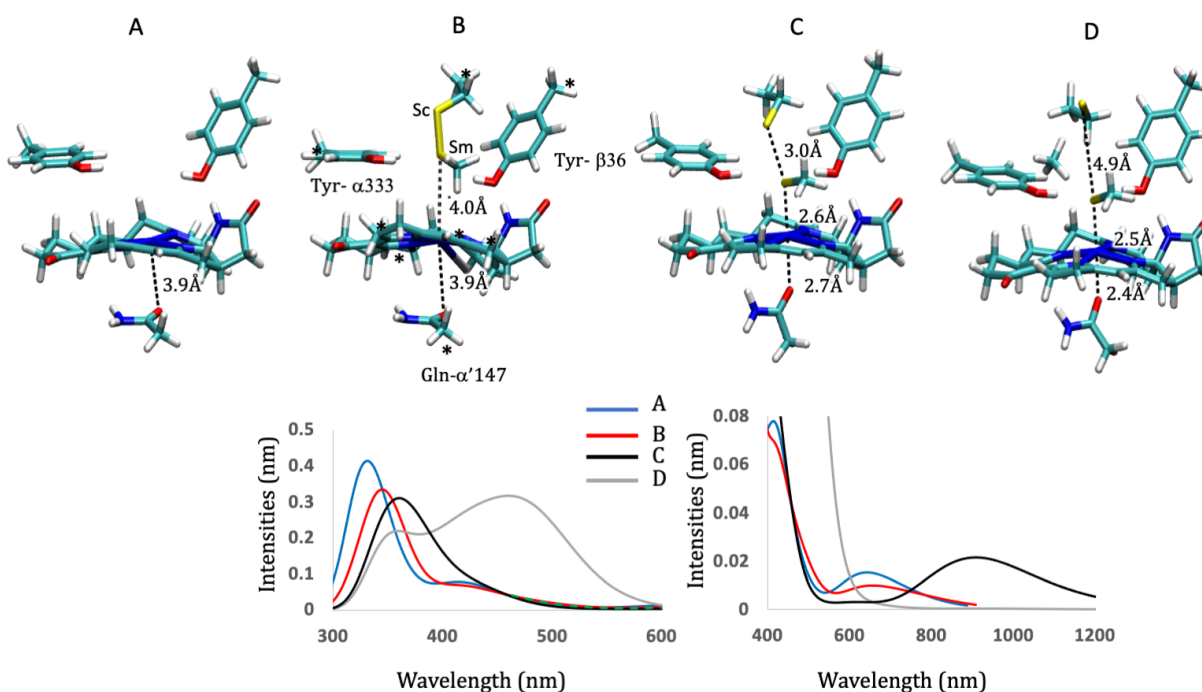 A
B
C
D
*
Sc
*
Sm
*
Tyr- α333
Tyr- β36
4.0Å
3.0Å
4.9Å
2.6Å
2.5Å
*
*
*
*
3.9Å
3.9Å
2.7Å
2.4Å
*
Gln-α’147
Intensities (nm)
0.5
0.4
0.3
0.2
0.1
0
300
400
500
600
Wavelength (nm)
A
B
C
D
Intensities (nm)
0.08
0.06
0.04
0.02
0
400
600
800
1000
1200
Wavelength (nm)